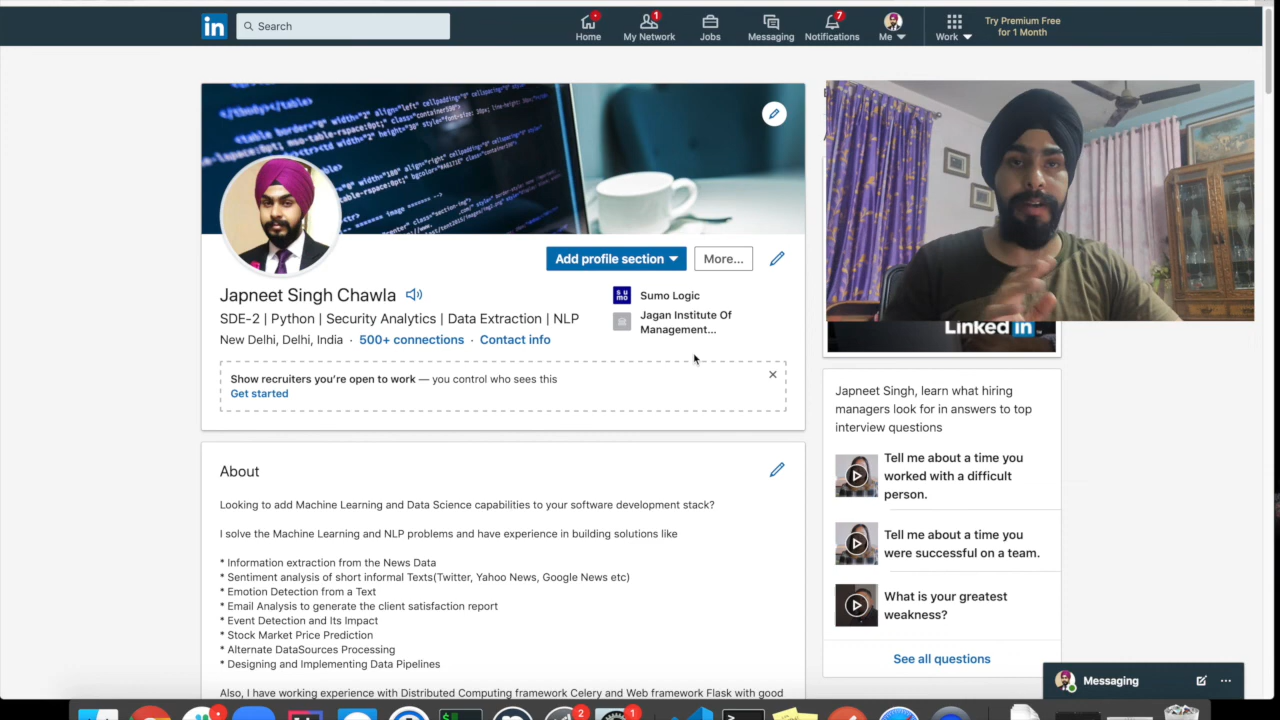 in
Search
Home
1
My Network
Jobs
Messaging
7
Notifications
Me
Work
Try Premium Free
for 1 Month
</body>
</table>
Add profile section
More...
Japneet Singh Chawla
SDE-2 | Python | Security Analytics | Data Extraction | NLP
New Delhi, Delhi, India · 500+ connections · Contact info
sumo
Sumo Logic
Jagan Institute Of
Management...
Show recruiters you’re open to work — you control who sees this
Get started
About
Looking to add Machine Learning and Data Science capabilities to your software development stack?
I solve the Machine Learning and NLP problems and have experience in building solutions like
* Information extraction from the News Data
* Sentiment analysis of short informal Texts(Twitter, Yahoo News, Google News etc)
* Emotion Detection from a Text
* Email Analysis to generate the client satisfaction report
* Event Detection and Its Impact
* Stock Market Price Prediction
* Alternate DataSources Processing
* Designing and Implementing Data Pipelines
Also, I have working experience with Distributed Computing framework Celery and Web framework Flask with good
Linked in
Japneet Singh, learn what hiring
managers look for in answers to top
interview questions
Tell me about a time you
worked with a difficult
person.
Tell me about a time you
were successful on a team.
What is your greatest
weakness?
See all questions
Messaging
2
1